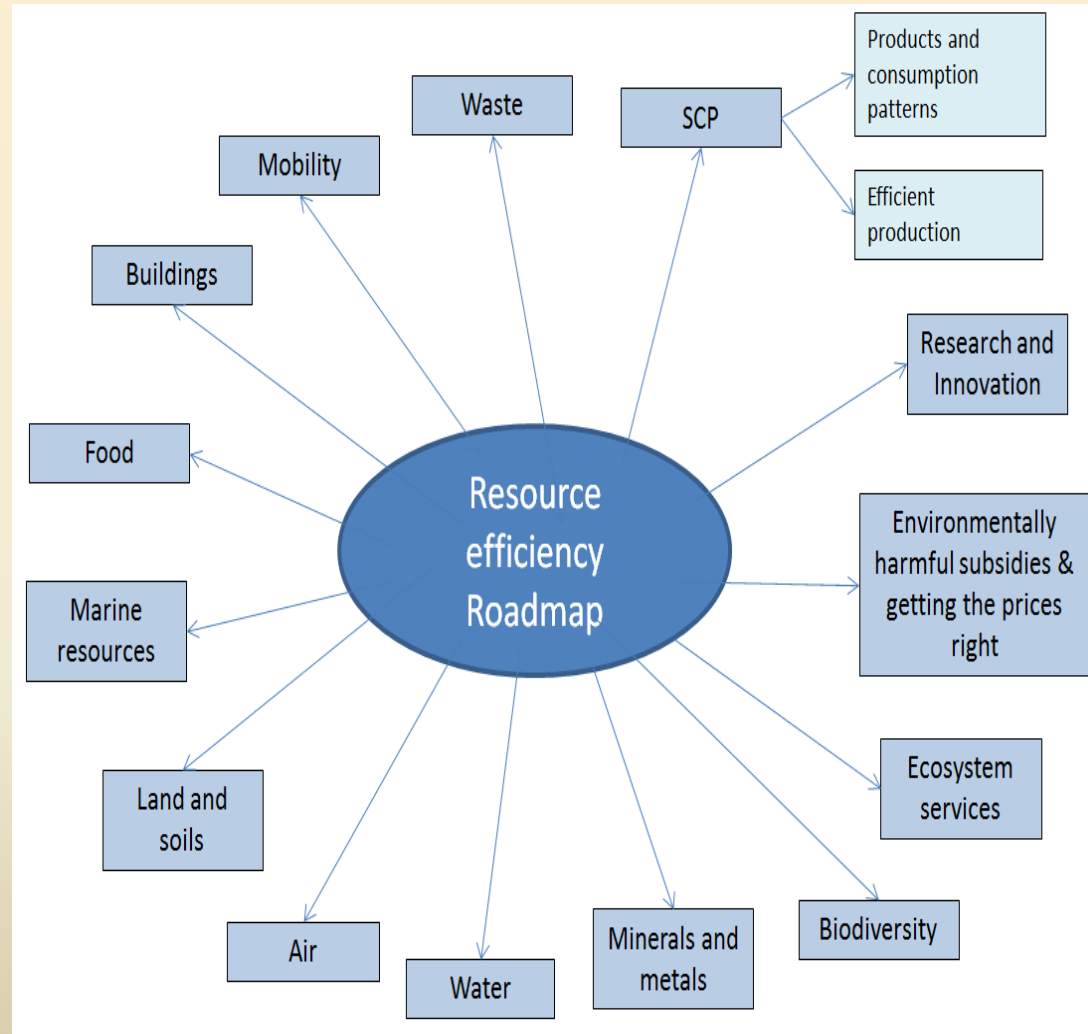 Products and
consumption
patterns
Waste
SCP
Mobility
Efficient
production
Buildings
Research and
Innovation
Food
Resource
efficiency
Roadmap
Environmentally
harmful subsidies &
getting the prices
right
Marine
resources
Ecosystem
services
Land and
soils
Air
Water
Minerals and
metals
Biodiversity